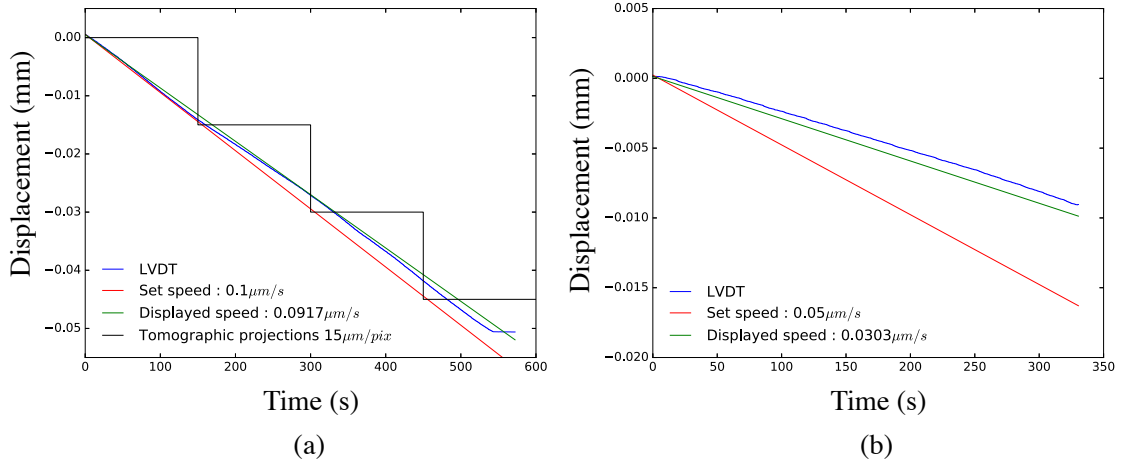 0.00
−0.01
−0.02
−0.03
−0.04
−0.05
Displacement (mm)
LVDT
Set speed : 0.1μm/s
Displayed speed : 0.0917μm/s
Tomographic projections 15μm/pix
0 100 200 300 400 500 600
Time (s)
(a)
0.005
0.000
−0.005
−0.010
−0.015
−0.020
Displacement (mm)
LVDT
Set speed : 0.05μm/s
Displayed speed : 0.0303μm/s
0 50 100 150 200 250 300 350
Time (s)
(b)